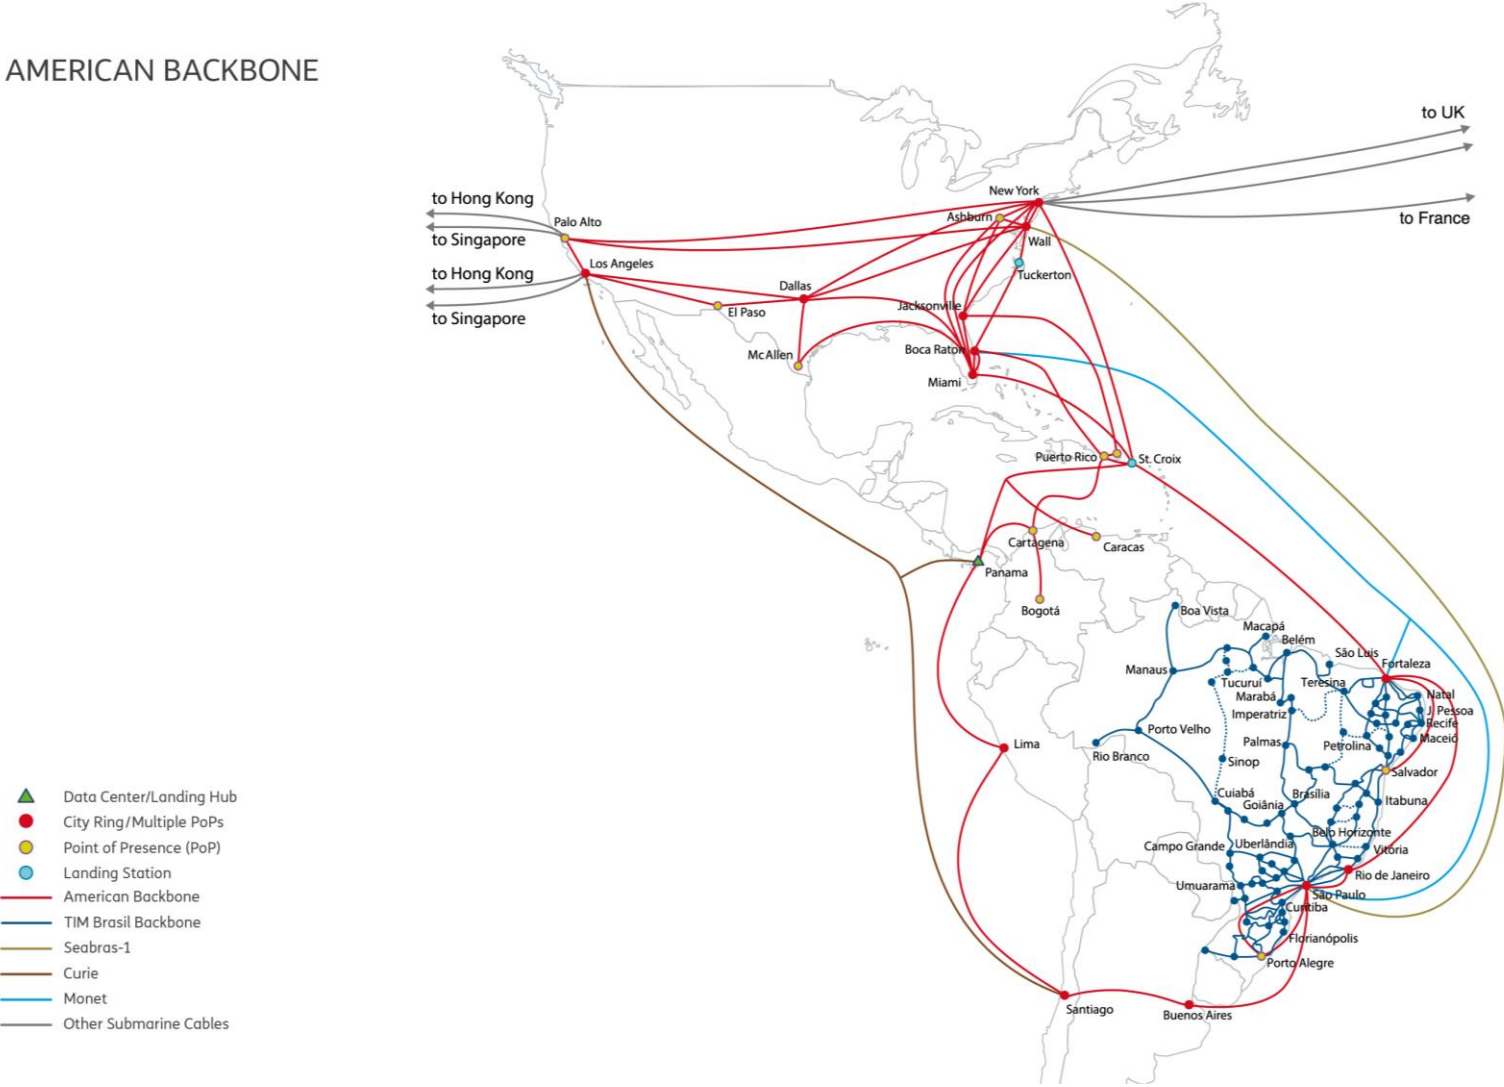 AMERICAN BACKBONE
to UK
to Hong Kong
New York
Ashburn
Palo Alto
to France
to Singapore
Wall
Los Angeles
to Hong Kong
Tuckerton
Dallas
Jacksonville
El Paso
to Singapore
Boca Raton
McAllen
Miami
Puerto Rico
St. Croix
Cartagena
Caracas
Panama
Bogotá
Boa Vista
Macapá
Belém
São Luis
Fortaleza
Manaus
Tucuruí
Teresina
Marabá
Natal
Imperatriz
J. Pessoa
Recife
Porto Velho
Maceió
Lima
Palmas
Petrolina
Rio Branco
Sinop
Salvador
Cuiabá
Brasília
Goiânia
Itabuna
Belo Horizonte
Campo Grande
Uberlândia
Vitória
Rio de Janeiro
Umuarama
São Paulo
Curitiba
Florianópolis
Porto Alegre
Santiago
Buenos Aires
Data Center/Landing Hub
City Ring/Multiple PoPs
Point of Presence (PoP)
Landing Station
American Backbone
TIM Brasil Backbone
Seabras-1
Curie
Monet
Other Submarine Cables